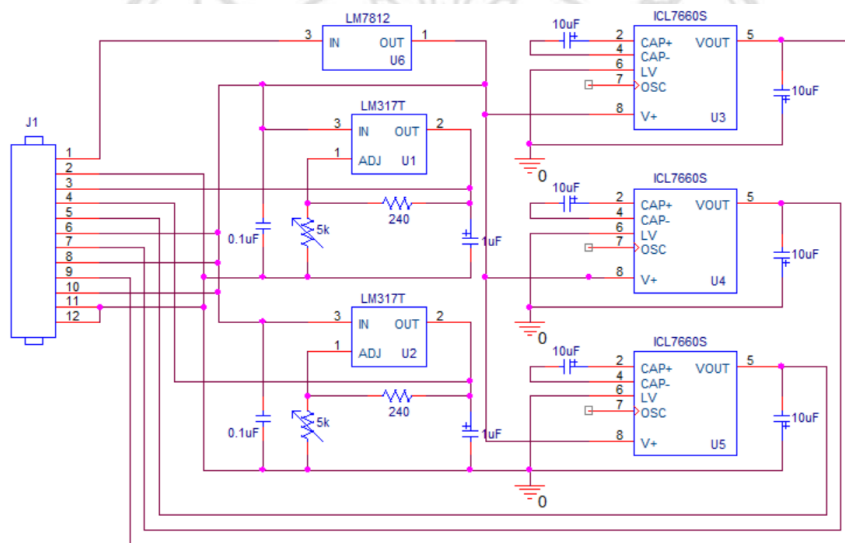 J1
1
2
3
4
5
6
7
8
9
10
11
12
LM7812
3 IN OUT 1
U6
LM317T
3 IN OUT 2
1 ADJ U1
240
5k
0.1uF
1uF
LM317T
3 IN OUT 2
1 ADJ U2
240
5k
0.1uF
1uF
ICL7660S
10uF
2 CAP+ VOUT 5
4 CAP-
6 LV
7 OSC
8 V+ U3
10uF
0
ICL7660S
10uF
2 CAP+ VOUT 5
4 CAP-
6 LV
7 OSC
8 V+ U4
10uF
0
ICL7660S
10uF
2 CAP+ VOUT 5
4 CAP-
6 LV
7 OSC
8 V+ U5
10uF
0